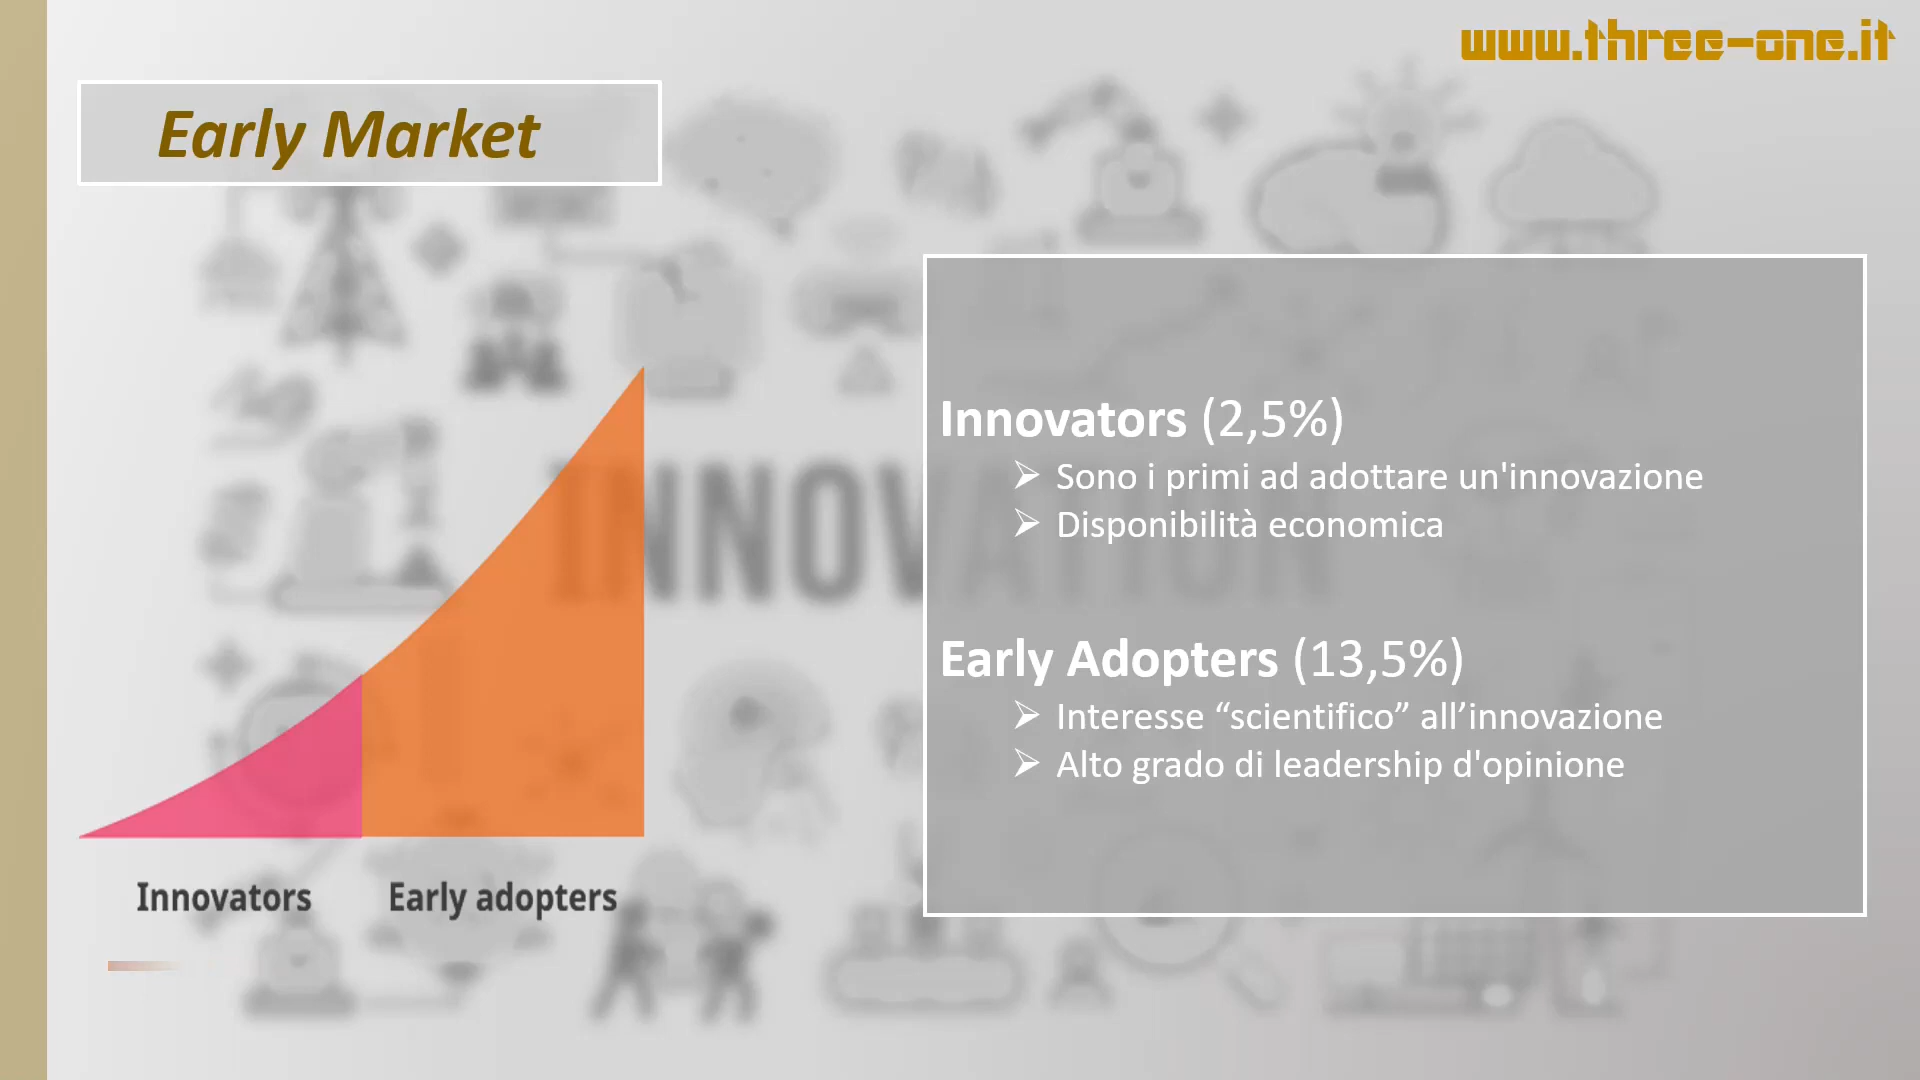 www.three-one.it
Early Market
INNOVATION
Innovators (2,5%)
Sono i primi ad adottare un'innovazione
Disponibilità economica
Early Adopters (13,5%)
Interesse “scientifico” all’innovazione
Alto grado di leadership d'opinione
Innovators Early adopters